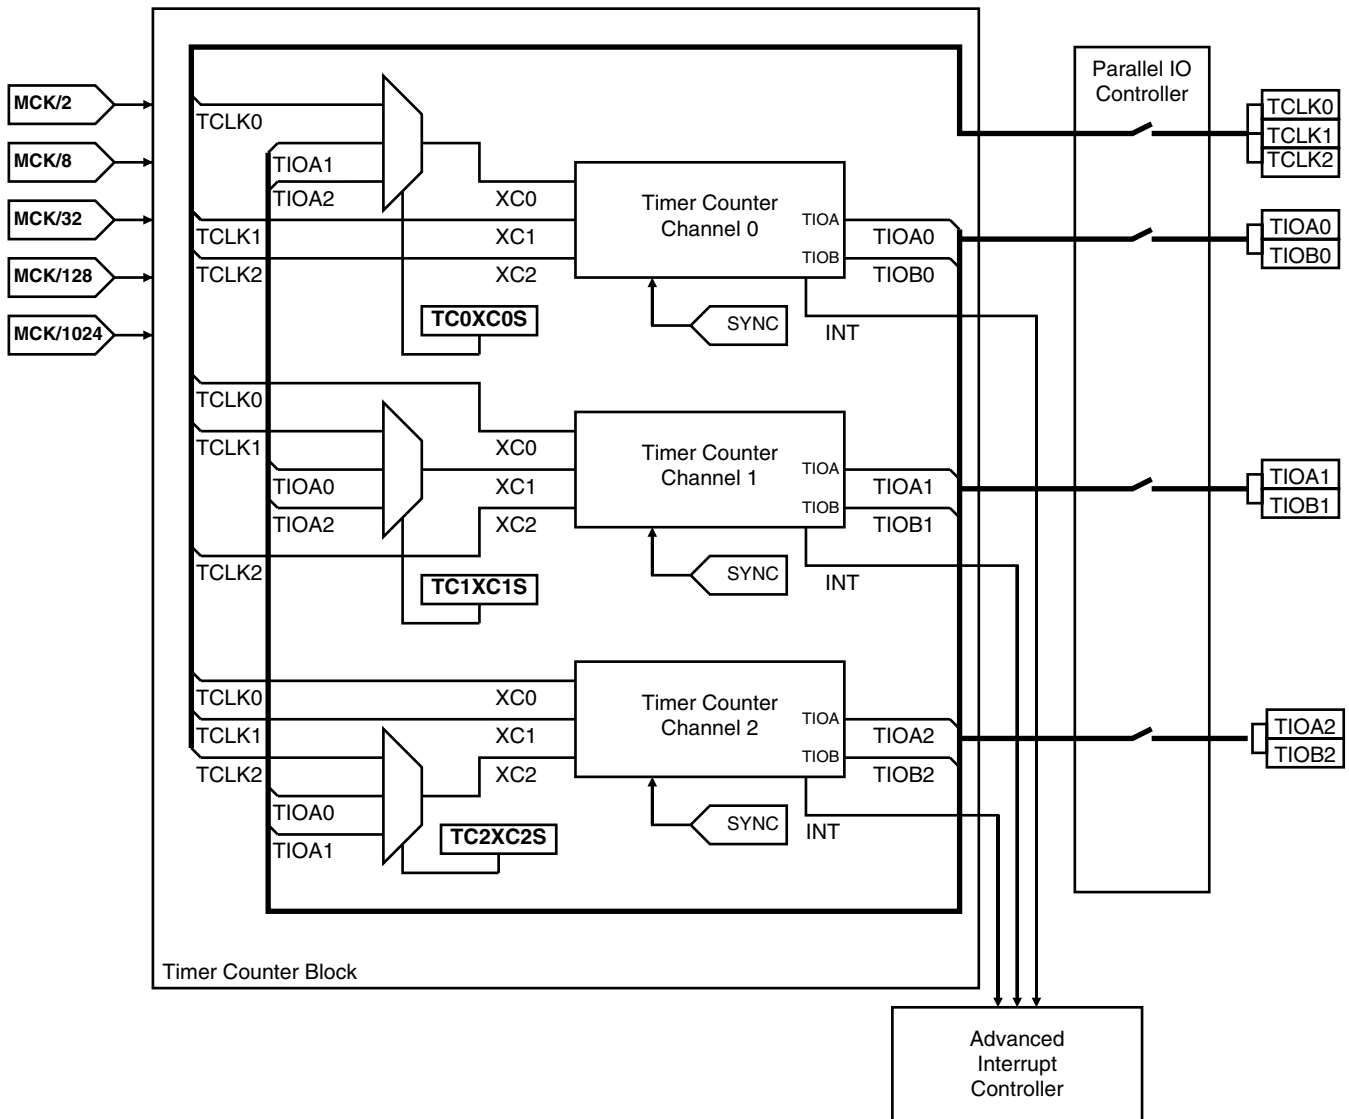 Parallel IO
Controller
MCK/2
MCK/8
MCK/32
MCK/128
MCK/1024
TCLK0
TIOA1
TIOA2
TCLK1
TCLK2
XC0
XC1
XC2
Timer Counter
Channel 0
TIOA
TIOB
TIOA0
TIOB0
TC0XC0S
SYNC
INT
TCLK0
TCLK1
TIOA0
TIOA2
TCLK2
XC0
XC1
XC2
Timer Counter
Channel 1
TIOA
TIOB
TIOA1
TIOB1
TC1XC1S
SYNC
INT
TCLK0
TCLK1
TCLK2
TIOA0
TIOA1
XC0
XC1
XC2
Timer Counter
Channel 2
TIOA
TIOB
TIOA2
TIOB2
TC2XC2S
SYNC
INT
TCLK0
TCLK1
TCLK2
TIOA0
TIOB0
TIOA1
TIOB1
TIOA2
TIOB2
Timer Counter Block
Advanced
Interrupt
Controller